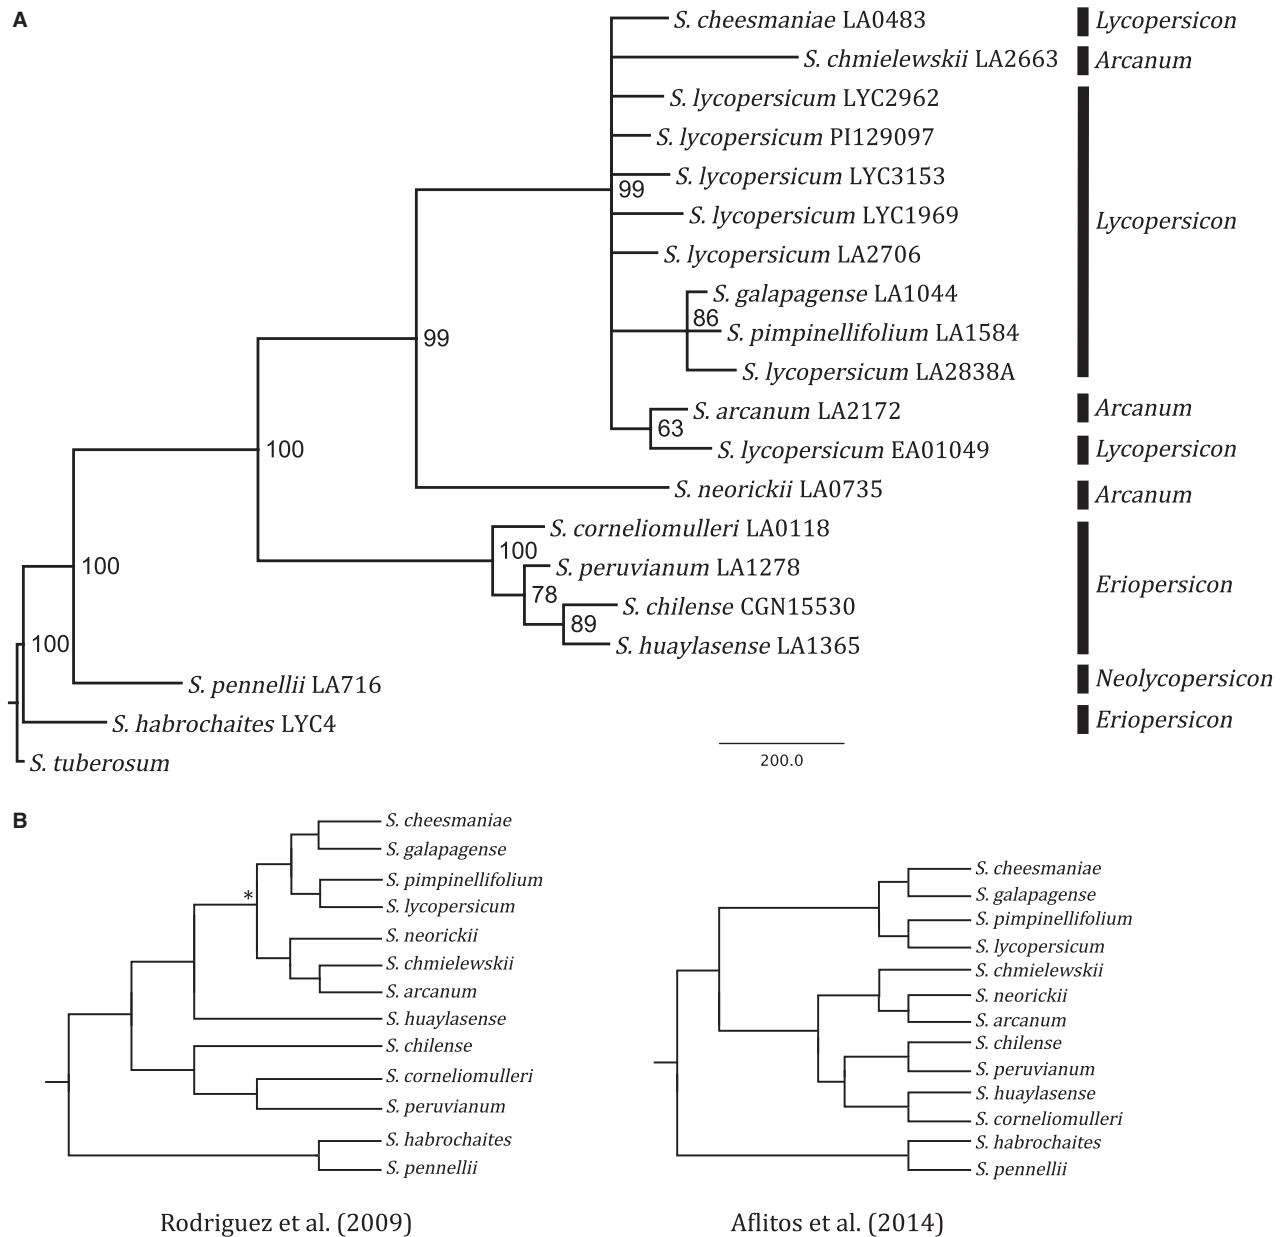 A
S. cheesmaniae LA0483
Lycopersicon
S. chmielewskii LA2663
Arcanum
S. lycopersicum LYC2962
S. lycopersicum PI129097
S. lycopersicum LYC3153
99
S. lycopersicum LYC1969
Lycopersicon
S. lycopersicum LA2706
S. galapagense LA1044
86
S. pimpinellifolium LA1584
99
S. lycopersicum LA2838A
S. arcanum LA2172
Arcanum
63
S. lycopersicum EA01049
Lycopersicon
100
S. neorickii LA0735
Arcanum
S. corneliomulleri LA0118
100
S. peruvianum LA1278
100
78
Eriopersicon
S. chilense CGN15530
89
S. huaylasense LA1365
100
S. pennellii LA716
Neolycopersicon
S. habrochaites LYC4
Eriopersicon
S. tuberosum
200.0
B
S. cheesmaniae
S. galapagense
S. pimpinellifolium
*
S. lycopersicum
S. neorickii
S. chmielewskii
S. arcanum
S. huaylasense
S. chilense
S. corneliomulleri
S. peruvianum
S. habrochaites
S. pennellii
Rodriguez et al. (2009)
S. cheesmaniae
S. galapagense
S. pimpinellifolium
S. lycopersicum
S. chmielewskii
S. neorickii
S. arcanum
S. chilense
S. peruvianum
S. huaylasense
S. corneliomulleri
S. habrochaites
S. pennellii
Aflitos et al. (2014)